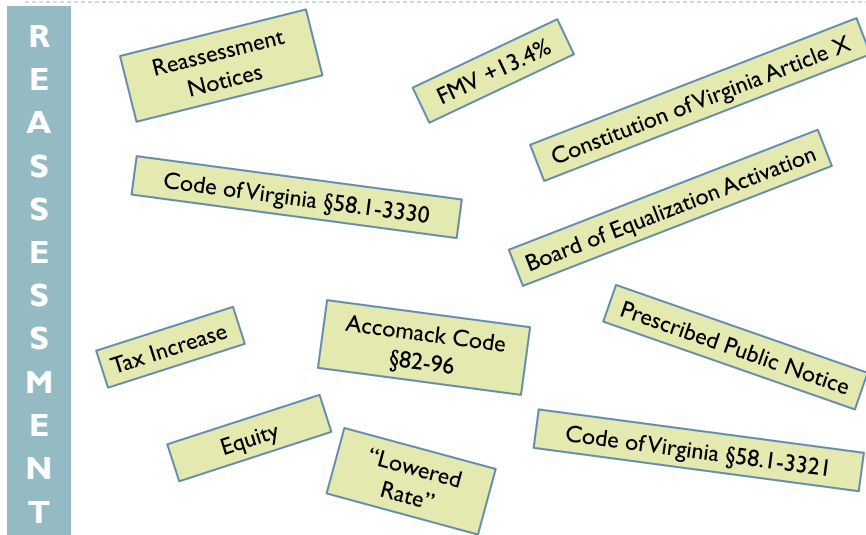 REASSESSMENT
Reassessment
Notices
FMV +13.4%
Constitution of Virginia Article X
Code of Virginia §58.1-3330
Board of Equalization Activation
Tax Increase
Accomack Code
§82-96
Prescribed Public Notice
Equity
“Lowered
Rate”
Code of Virginia §58.1-3321